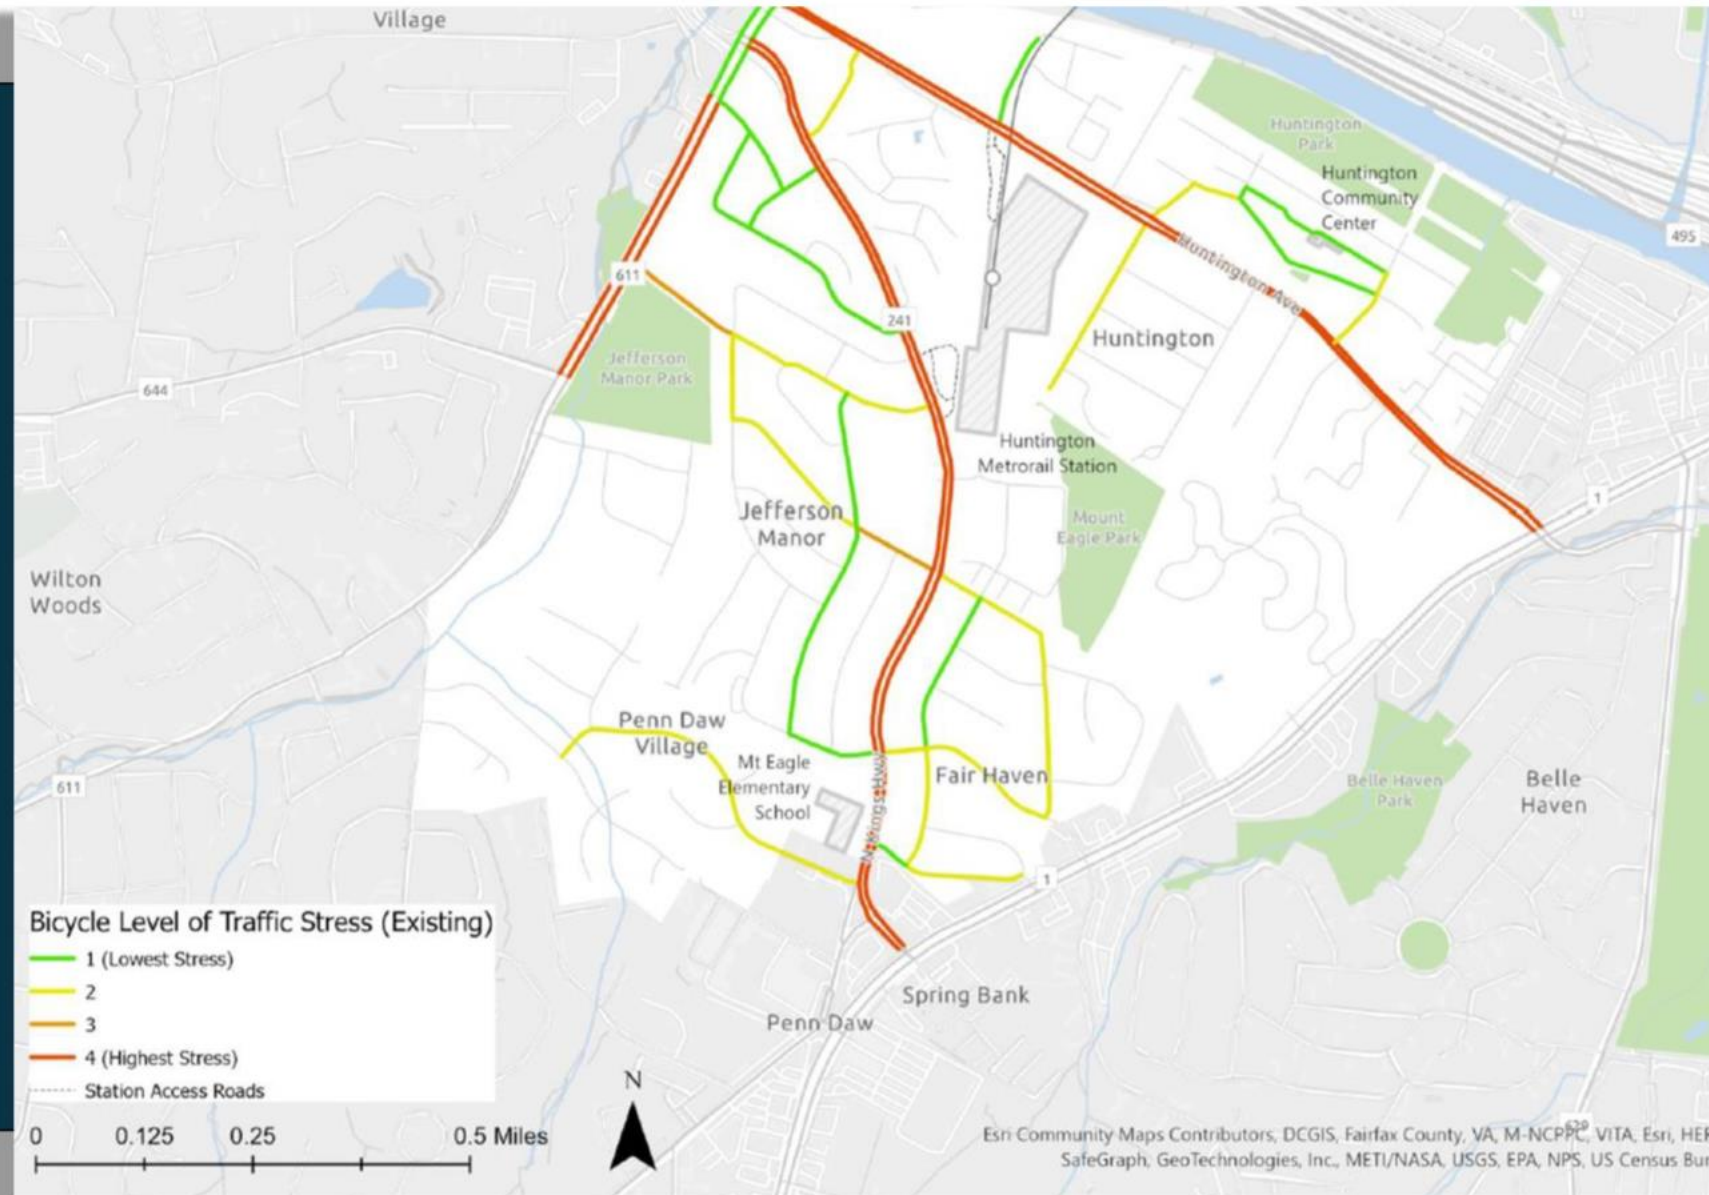 Village
Huntington
Park
Huntington
Community
Center
495
611
241
Huntington Ave
Huntington
Jefferson
Manor Park
644
Huntington
Metrorail Station
1
Jefferson
Manor
Mount
Eagle Park
Wilton
Woods
Penn Daw
Village
Mt Eagle
Elementary
School
N Kings Hwy
Fair Haven
611
Belle Haven
Park
Belle
Haven
1
Spring Bank
Penn Daw
Bicycle Level of Traffic Stress (Existing)
1 (Lowest Stress)
2
3
4 (Highest Stress)
Station Access Roads
0 0.125 0.25 0.5 Miles
N
Esri Community Maps Contributors, DCGIS, Fairfax County, VA, M-NCPPC, VITA, Esri, HER
SafeGraph, GeoTechnologies, Inc., METI/NASA, USGS, EPA, NPS, US Census Bur